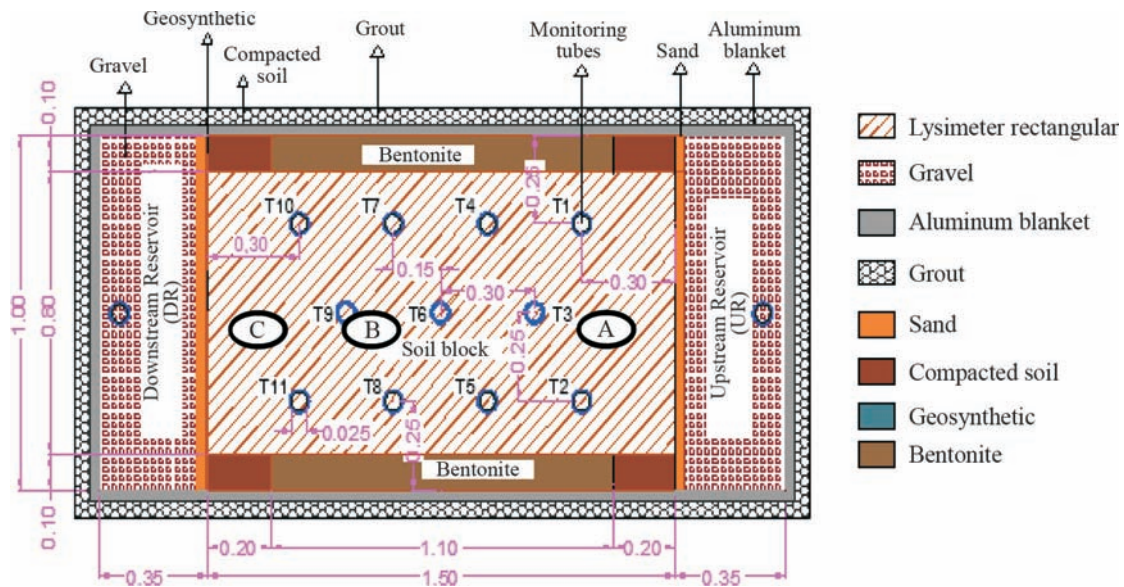 Geosynthetic
Compacted
soil
Gravel
Grout
Monitoring
tubes
Sand
Aluminum
blanket
0.10
1.00
0.80
0.10
Bentonite
0.25
T10
T7
T4
T1
0.30
0.15
0.30
0.30
Downstream Reservoir
(DR)
T9
T6
T3
C
B
A
Soil block
0.25
Upstream Reservoir
(UR)
T11
T8
T5
T2
0.025
0.25
Bentonite
0.20
1.10
0.20
0.35
1.50
0.35
Lysimeter rectangular
Gravel
Aluminum blanket
Grout
Sand
Compacted soil
Geosynthetic
Bentonite